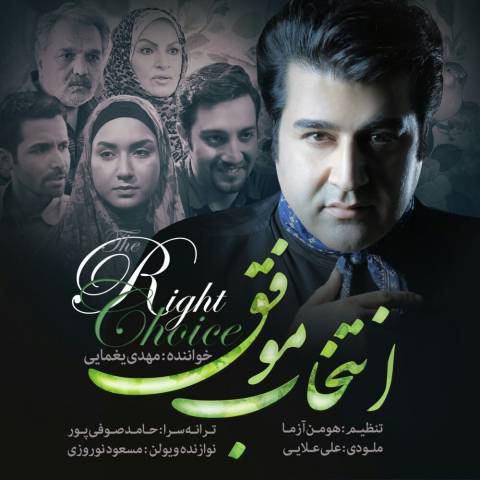 The
Right
Choice
انتخاب موفق
خواننده : مهدی یغمایی
تنظیم : هومن آزما
ترانه سرا : حامد صوفی پور
ملودی : علی علایی
نوازنده ویولن : مسعود نوروزی